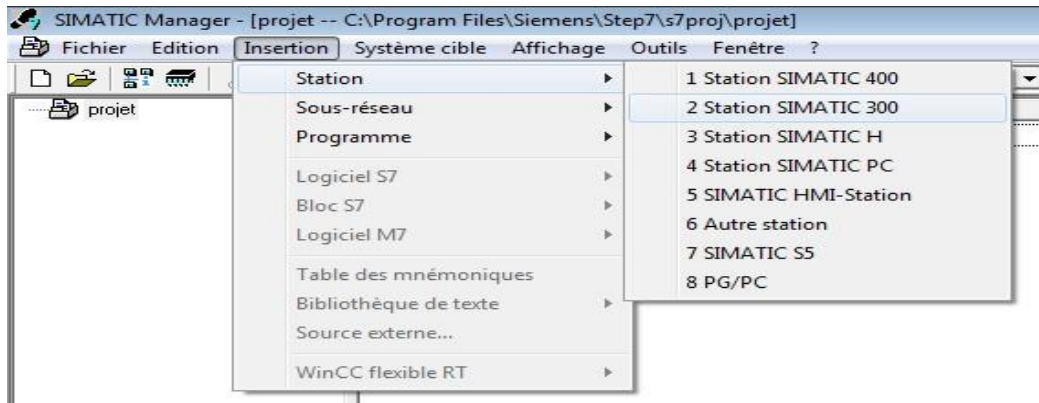 SIMATIC Manager - [projet -- C:\Program Files\Siemens\Step7\s7proj\projet]
Fichier Edition Insertion Système cible Affichage Outils Fenêtre ?
projet
Station
Sous-réseau
Programme
Logiciel S7
Bloc S7
Logiciel M7
Table des mnémoniques
Bibliothèque de texte
Source externe...
WinCC flexible RT
1 Station SIMATIC 400
2 Station SIMATIC 300
3 Station SIMATIC H
4 Station SIMATIC PC
5 SIMATIC HMI-Station
6 Autre station
7 SIMATIC S5
8 PG/PC